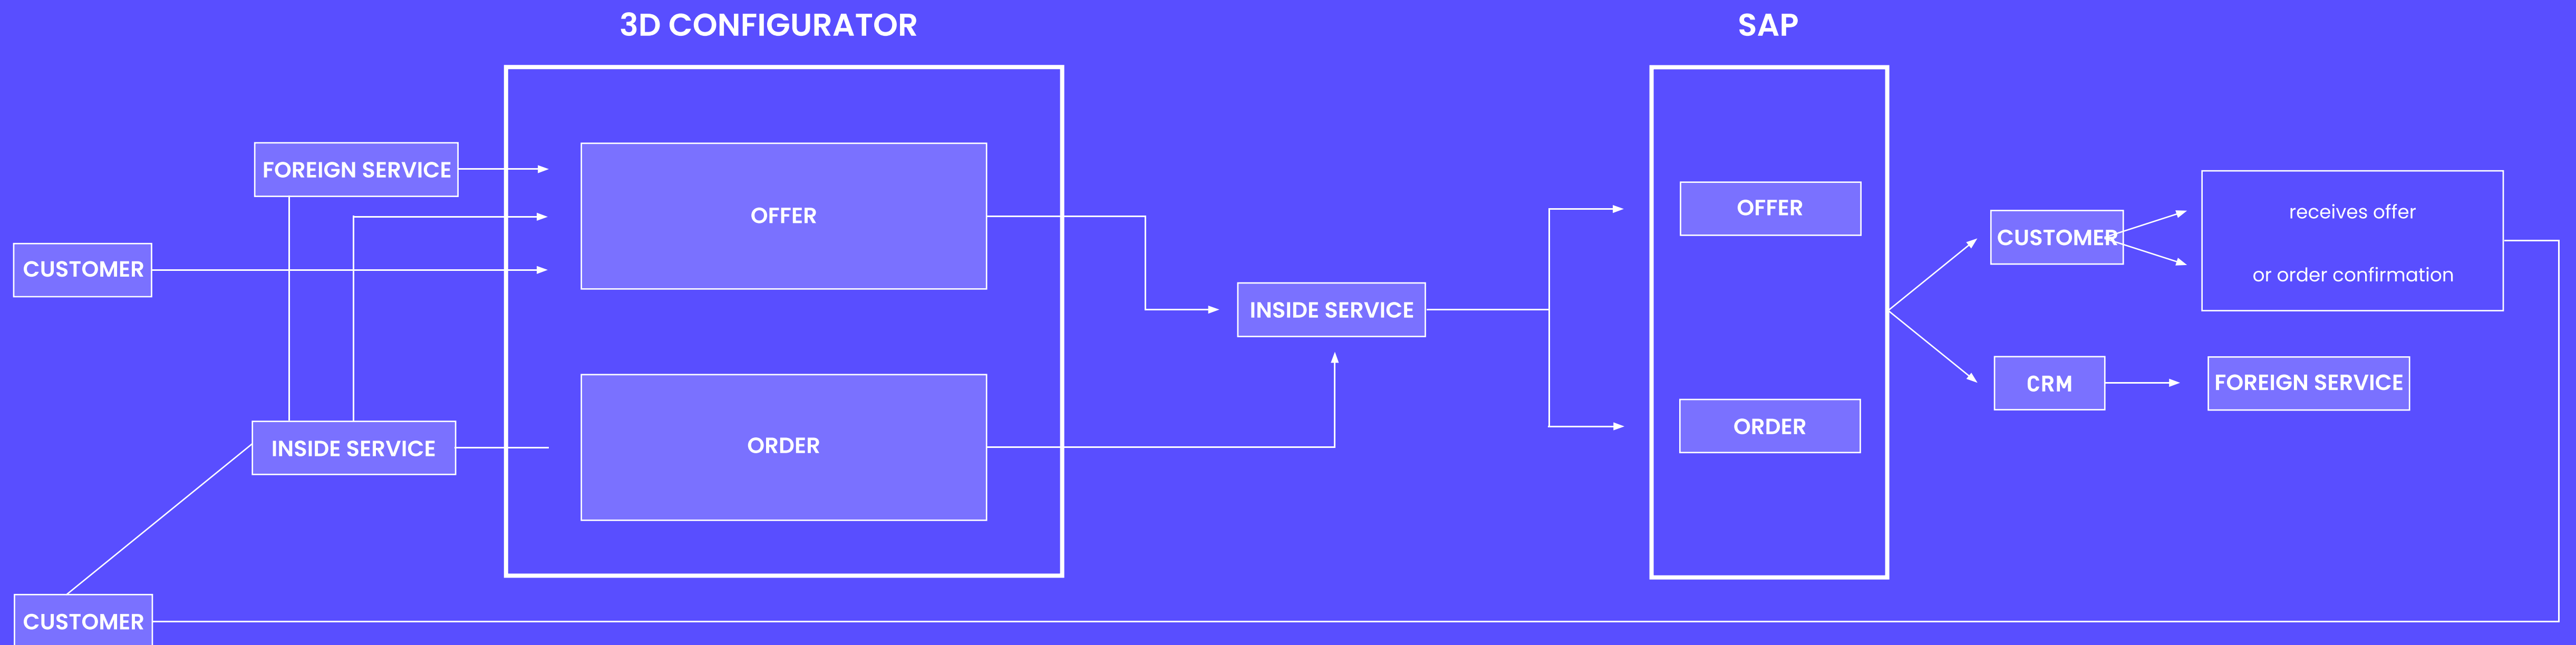 3D CONFIGURATOR
SAP
FOREIGN SERVICE
CUSTOMER
INSIDE SERVICE
CUSTOMER
OFFER
ORDER
INSIDE SERVICE
OFFER
ORDER
CUSTOMER
receives offer
or order confirmation
CRM
FOREIGN SERVICE